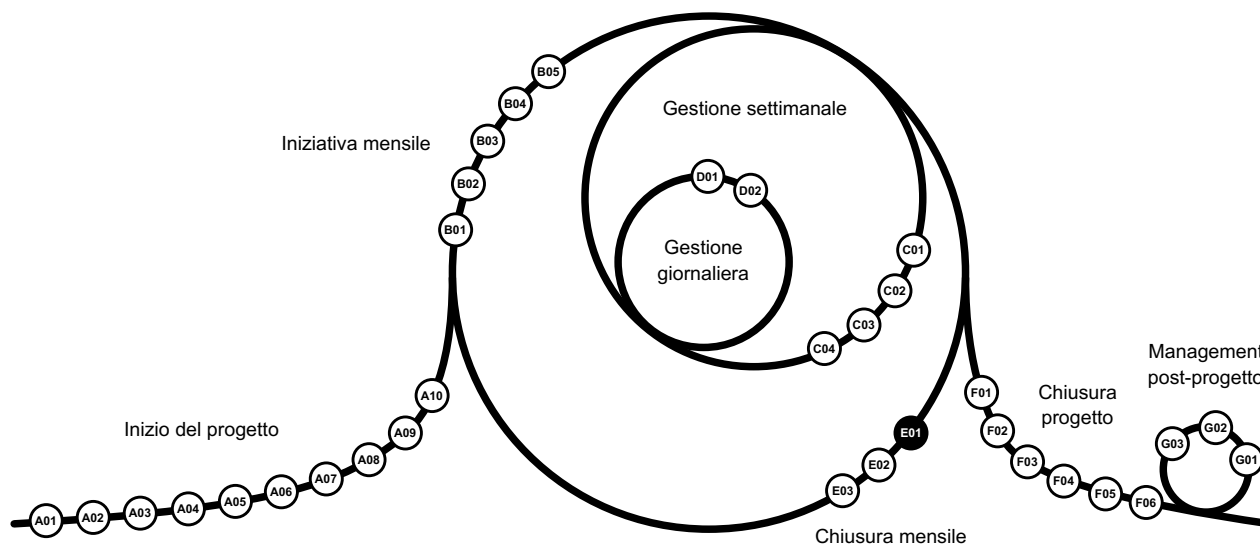 B05
B04
Gestione settimanale
Iniziativa mensile
B03
D01
B02
D02
B01
Gestione
giornaliera
C01
C02
C03
C04
Management
post-progetto
A10
F01
Chiusura
progetto
Inizio del progetto
A09
E01
F02
G02
G03
A08
E02
F03
G01
A07
F04
A06
E03
F05
A05
F06
A04
A03
A02
A01
Chiusura mensile